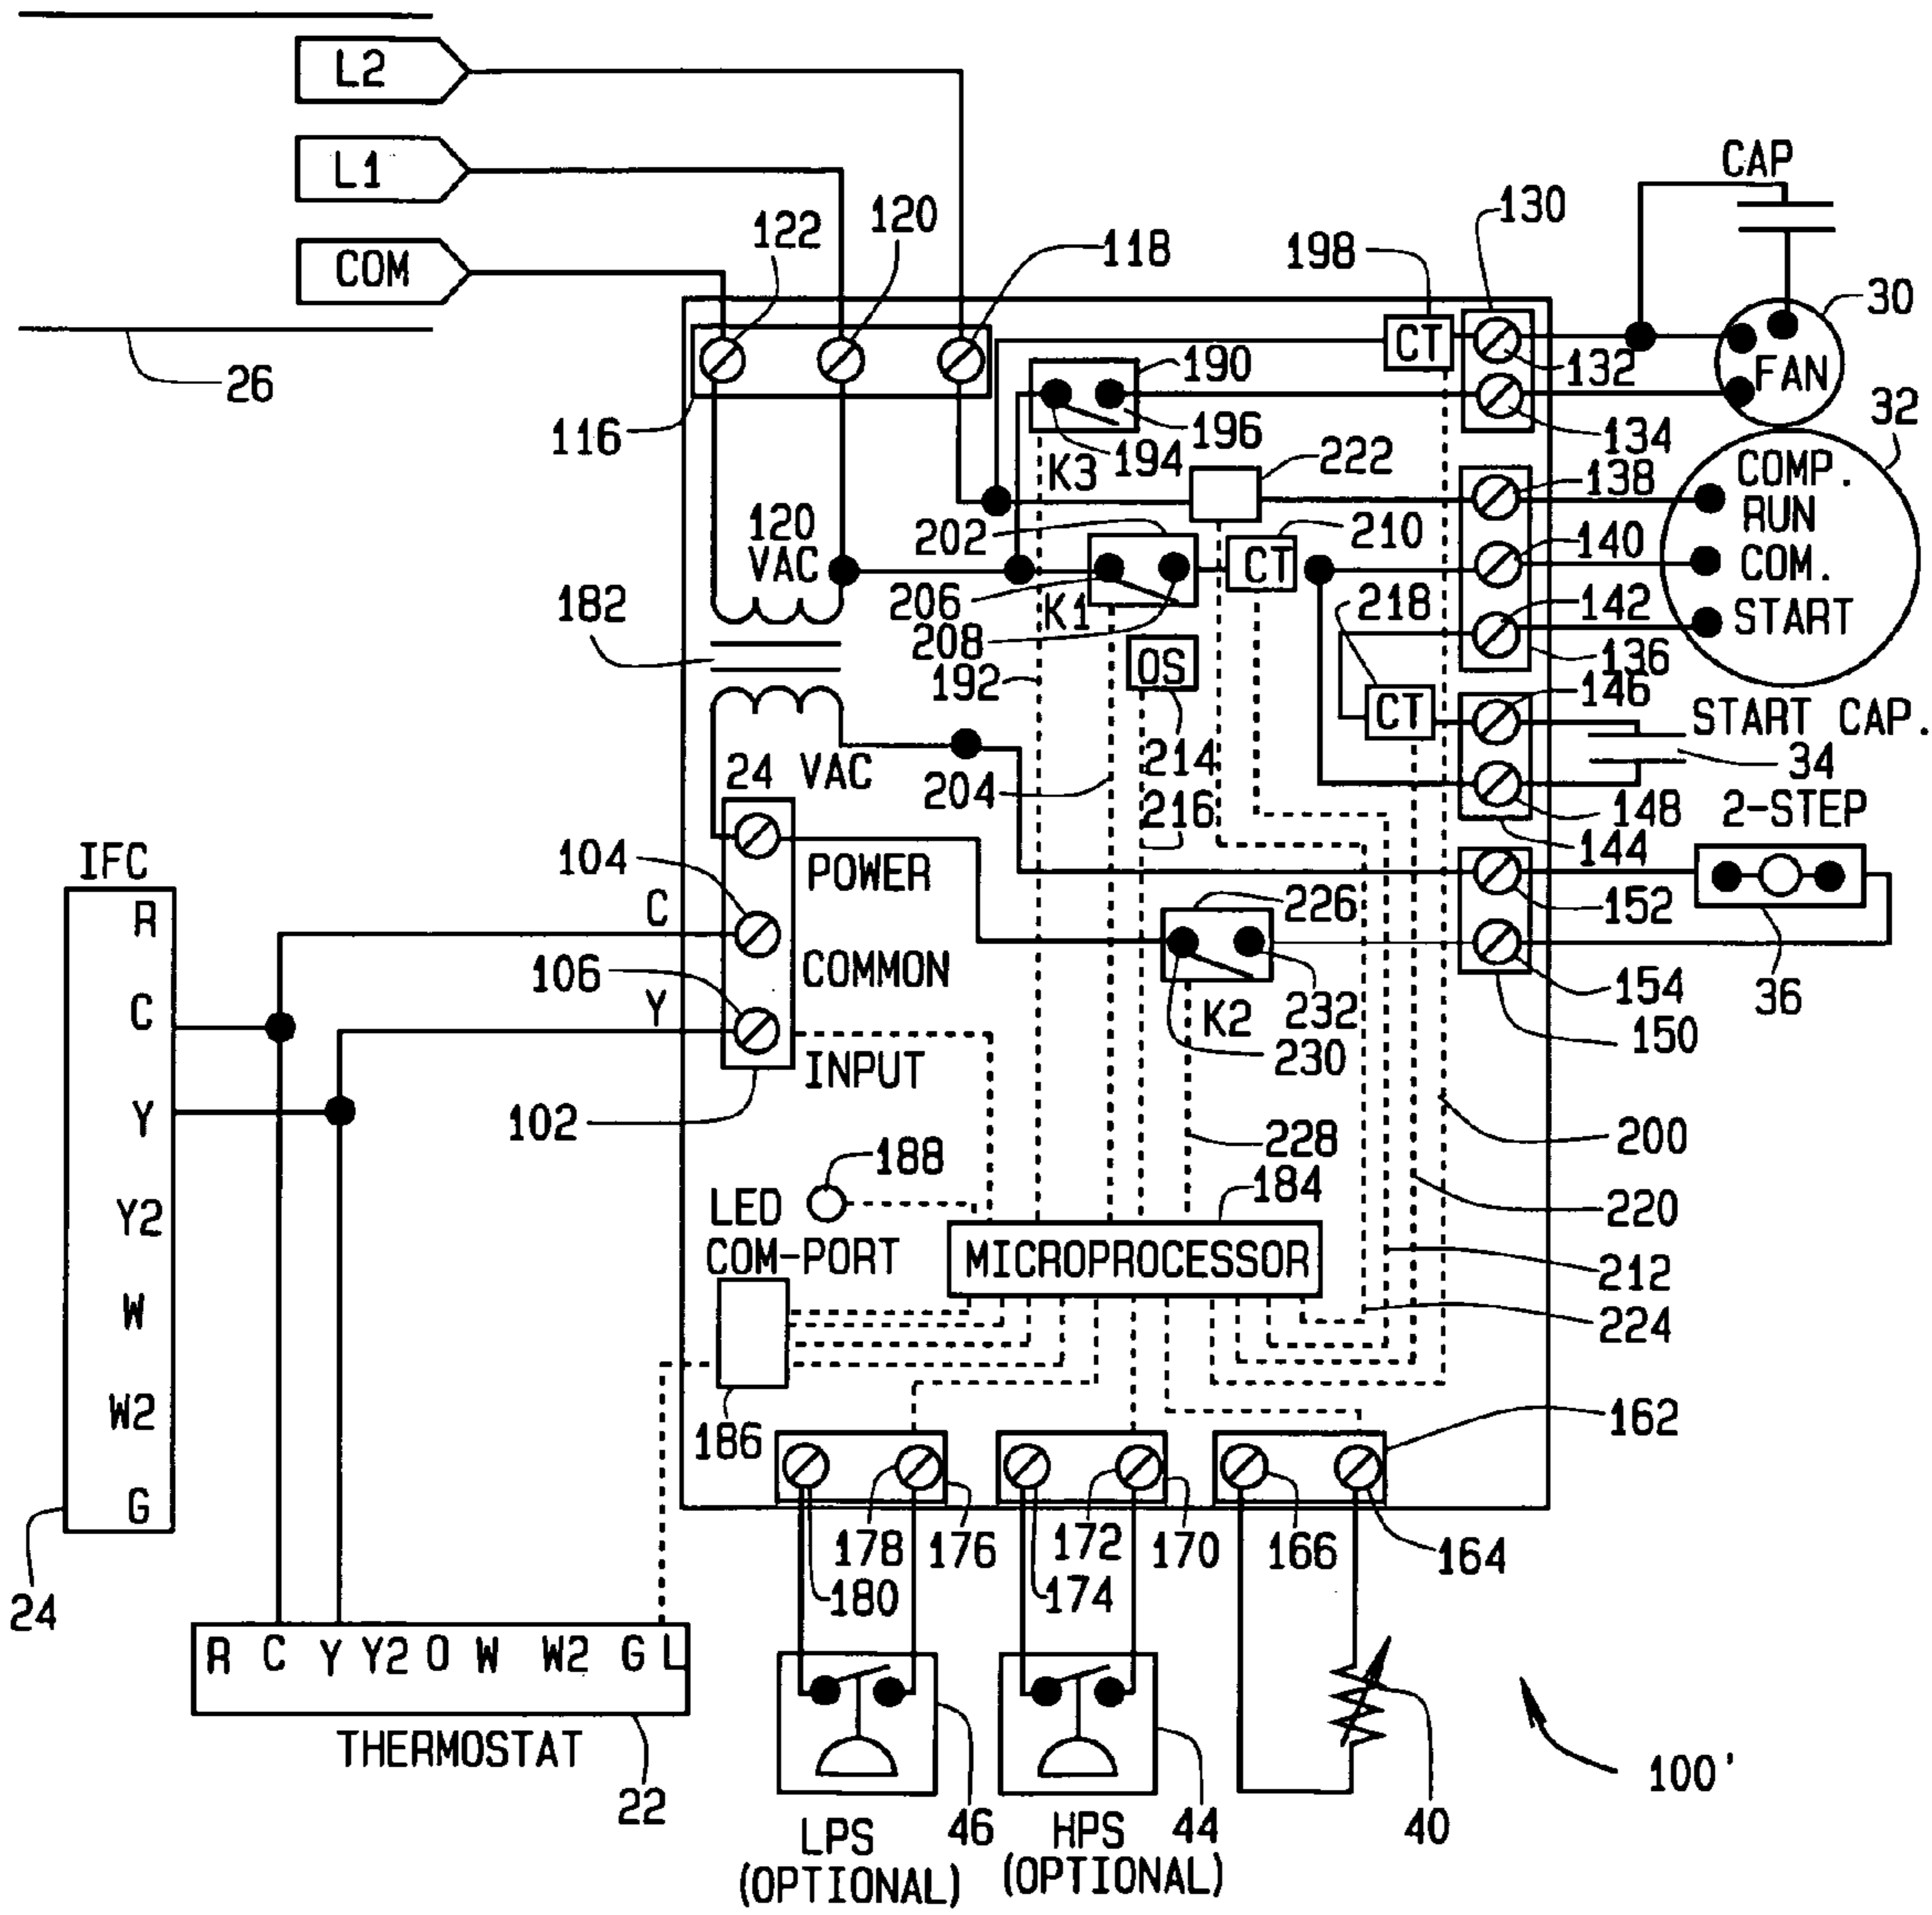 L2
L1
COM
26
122
120
118
116
198
130
CAP
30
CT
132
FAN
190
194
196
134
32
K3
222
138
COMP.
RUN
140
COM.
142
START
136
120
VAC
202
210
CT
206
K1
208
218
182
OS
192
146
CT
START CAP.
214
34
24 VAC
204
216
148
2-STEP
144
IFC
104
POWER
C
226
152
36
R
COMMON
106
Y
154
C
K2
232
230
150
INPUT
102
Y
228
200
188
184
LED
Y2
220
COM-PORT
MICROPROCESSOR
212
W
224
186
162
W2
G
178
176
172
170
166
164
180
174
24
R C Y Y2 O W W2 G L
THERMOSTAT
22
46
44
40
100'
LPS
(OPTIONAL)
HPS
(OPTIONAL)